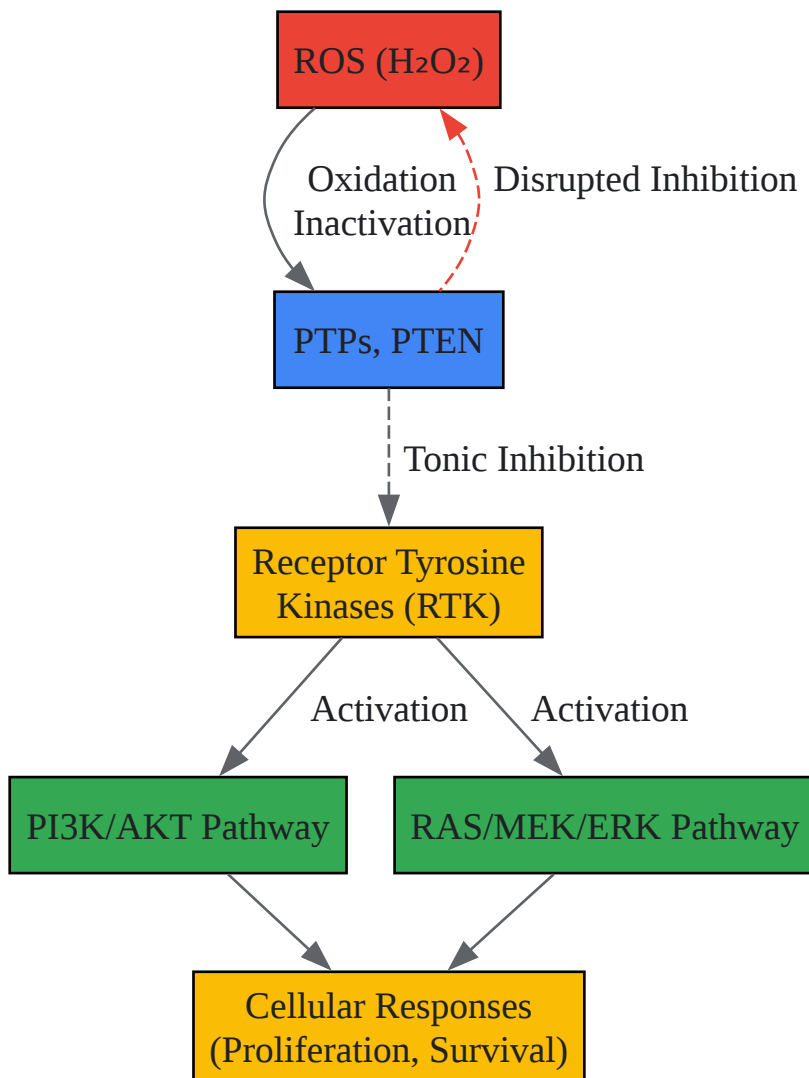 ROS (H₂O₂)
Oxidation
Inactivation
Disrupted Inhibition
PTPs, PTEN
Tonic Inhibition
Receptor Tyrosine
Kinases (RTK)
Activation
Activation
PI3K/AKT Pathway
RAS/MEK/ERK Pathway
Cellular Responses
(Proliferation, Survival)